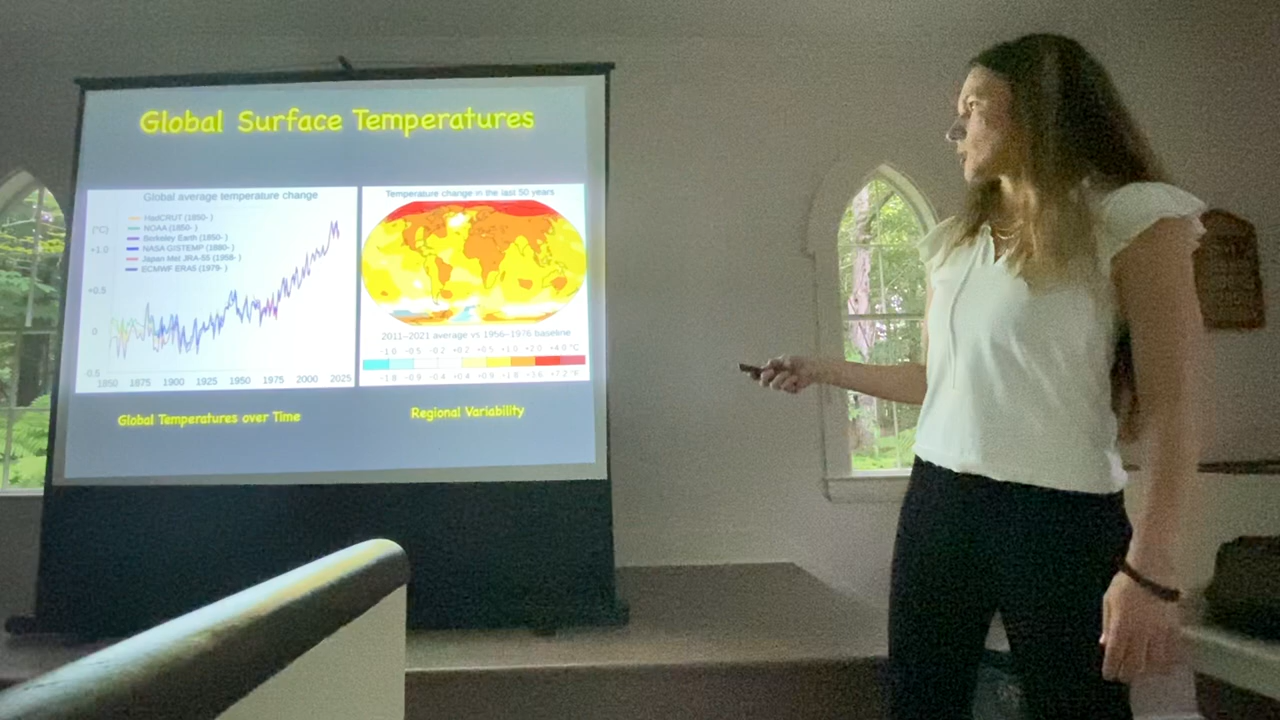 Global Surface Temperatures
Global average temperature change
[°C]
HadCRUT (1850- )
NOAA (1850- )
Berkeley Earth (1850- )
NASA GISTEMP (1880- )
Japan Met JRA-55 (1958- )
ECMWF ERA5 (1979- )
+1.0
+0.5
0
-0.5
1850 1875 1900 1925 1950 1975 2000 2025
Temperature change in the last 50 years
2011–2021 average vs 1956–1976 baseline
-1.0 -0.5 -0.2 +0.2 +0.5 +1.0 +2.0 +4.0 °C
-1.8 -0.9 -0.4 +0.4 +0.9 +1.8 +3.6 +7.2 °F
Global Temperatures over Time
Regional Variability